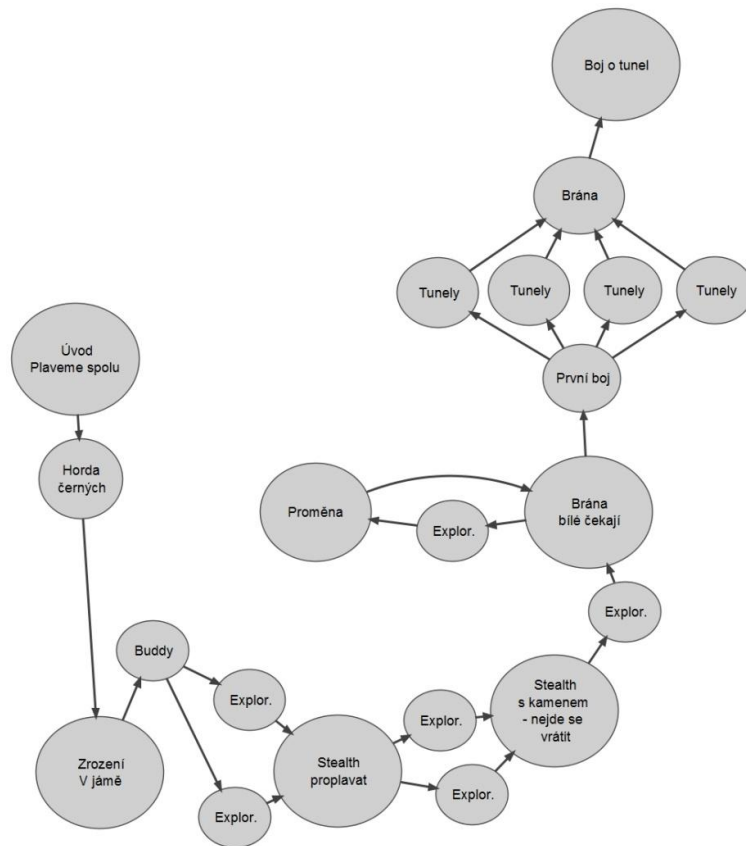 Boj o tunel
Brána
Tunely
Tunely
Tunely
Tunely
První boj
Úvod
Plaveme spolu
Horda
černých
Proměna
Explor.
Brána
bílé čekají
Explor.
Buddy
Explor.
Stealth
s kamenem
- nejde se
vrátit
Explor.
Zrození
V jámě
Stealth
proplavat
Explor.
Explor.